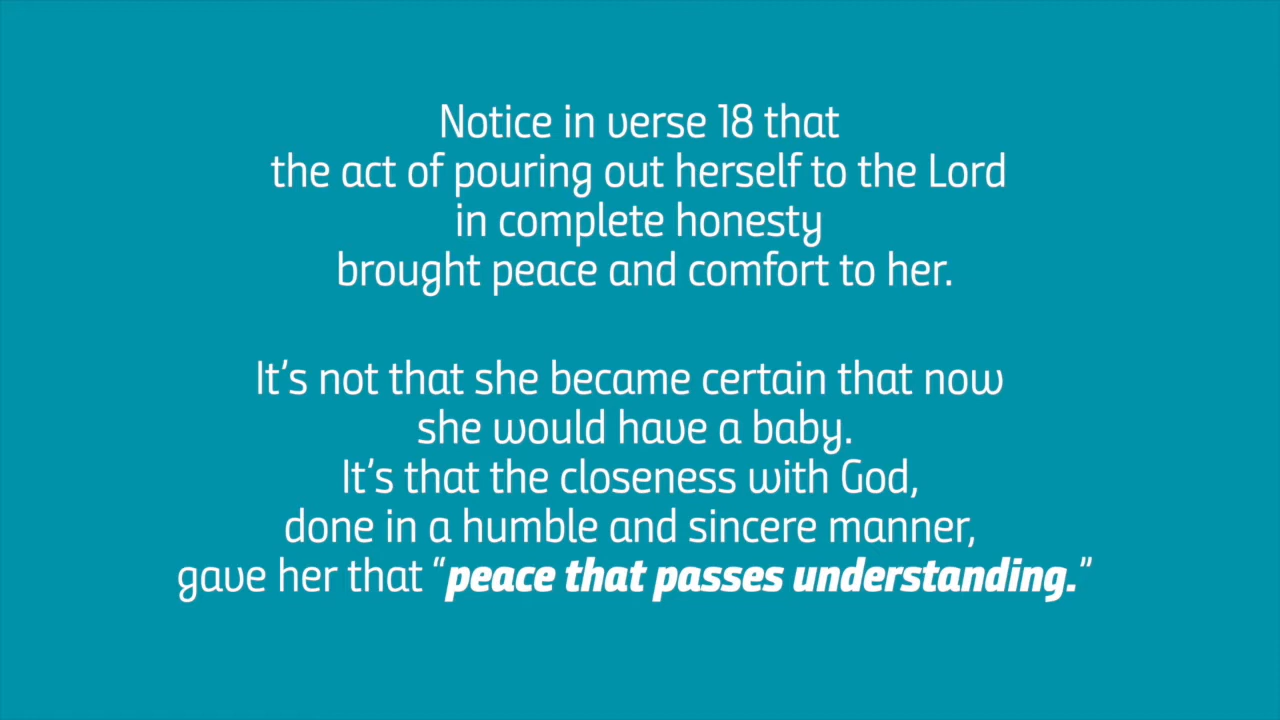 Notice in verse 18 that
the act of pouring out herself to the Lord
in complete honesty
brought peace and comfort to her.
It’s not that she became certain that now
she would have a baby.
It’s that the closeness with God,
done in a humble and sincere manner,
gave her that “peace that passes understanding.”